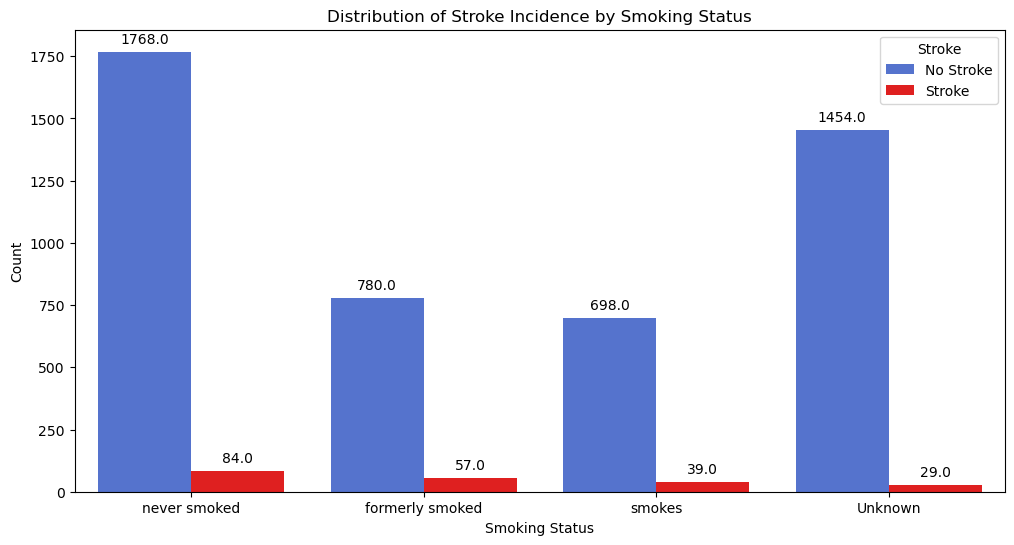 Distribution of Stroke Incidence by Smoking Status
Stroke
No Stroke
Stroke
1768.0
84.0
780.0
57.0
698.0
39.0
1454.0
29.0
Count
1750
1500
1250
1000
750
500
250
0
never smoked
formerly smoked
smokes
Unknown
Smoking Status